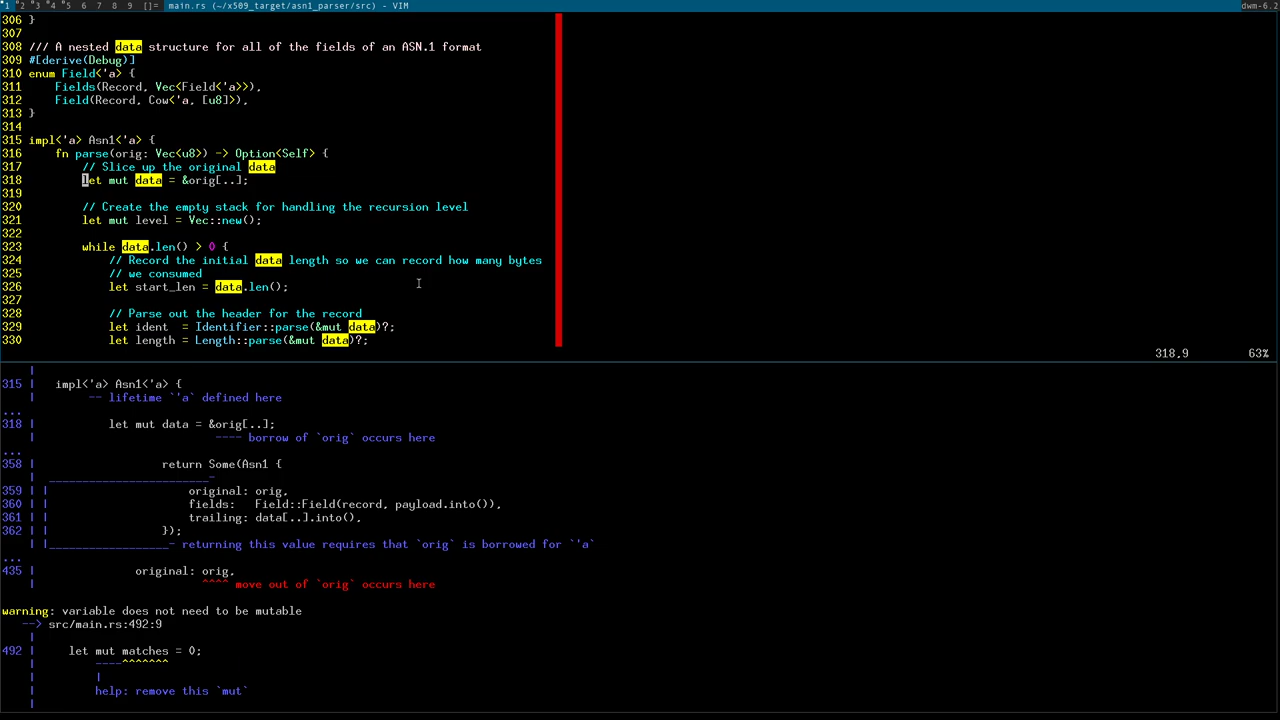 1 2 3 4 5 6 7 8 9 []= main.rs (~/x509_target/asn1_parser/src) - VIM dwm-6.2
306 }
307
308 /// A nested data structure for all of the fields of an ASN.1 format
309 #[derive(Debug)]
310 enum Field<'a> {
311     Fields(Record, Vec<Field<'a>>),
312     Field(Record, Cow<'a, [u8]>),
313 }
314
315 impl<'a> Asn1<'a> {
316     fn parse(orig: Vec<u8>) -> Option<Self> {
317         // Slice up the original data
318         let mut data = &orig[..];
319
320         // Create the empty stack for handling the recursion level
321         let mut level = Vec::new();
322
323         while data.len() > 0 {
324             // Record the initial data length so we can record how many bytes
325             // we consumed
326             let start_len = data.len();
327
328             // Parse out the header for the record
329             let ident  = Identifier::parse(&mut data)?;
330             let length = Length::parse(&mut data)?;
318,9 63%
    |
315 |   impl<'a> Asn1<'a> {
    |        -- lifetime `'a` defined here
...
318 |           let mut data = &orig[..];
    |                           ---- borrow of `orig` occurs here
...
358 |                   return Some(Asn1 {
    |  ________________________-
359 | |                     original: orig,
360 | |                     fields:   Field::Field(record, payload.into()),
361 | |                     trailing: data[..].into(),
362 | |                 });
    | |__________________- returning this value requires that `orig` is borrowed for `'a`
...
435 |               original: orig,
    |                         ^^^^ move out of `orig` occurs here
warning: variable does not need to be mutable
   --> src/main.rs:492:9
    |
492 |     let mut matches = 0;
    |         ----^^^^^^^
    |         |
    |         help: remove this `mut`
    |